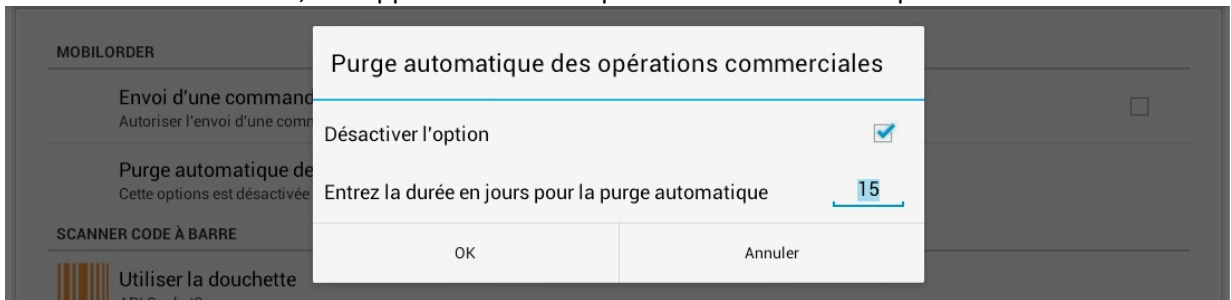 MOBILORDER
Purge automatique des opérations commerciales
Envoi d'une command
Autoriser l'envoi d'une comm
Désactiver l'option
Purge automatique de
Cette options est désactivée
Entrez la durée en jours pour la purge automatique 15
SCANNER CODE À BARRE
OK Annuler
Utiliser la douchette